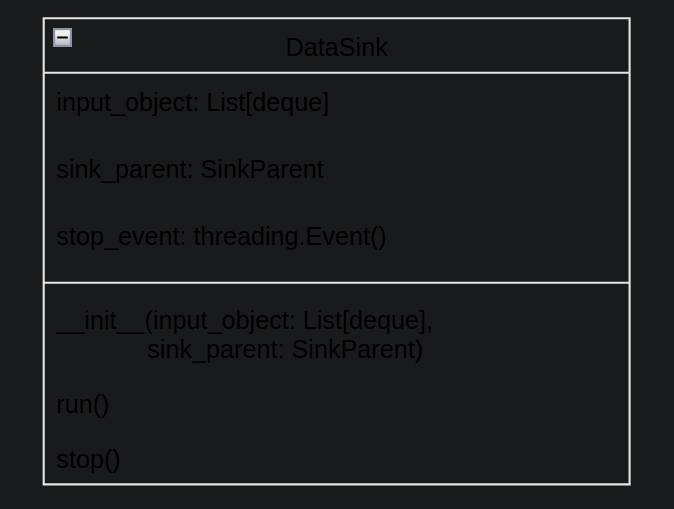 DataSink
input_object: List[deque]
sink_parent: SinkParent
stop_event: threading.Event()
__init__(input_object: List[deque],
sink_parent: SinkParent)
run()
stop()